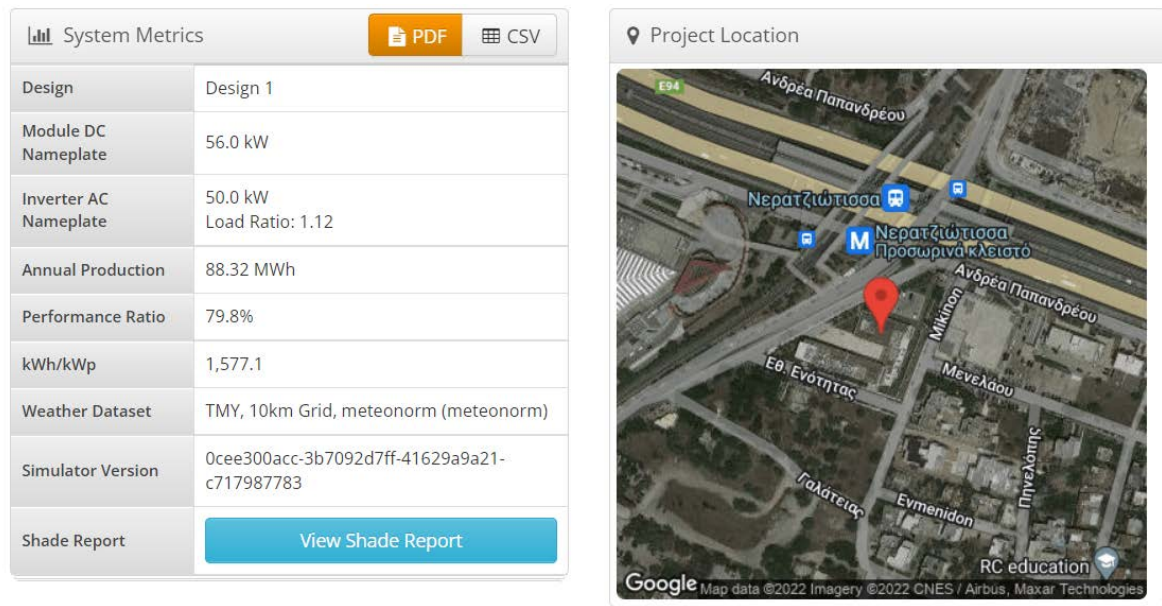 System Metrics
PDF
CSV
Design
Design 1
Module DC
Nameplate
56.0 kW
Inverter AC
Nameplate
50.0 kW
Load Ratio: 1.12
Annual Production
88.32 MWh
Performance Ratio
79.8%
kWh/kWp
1,577.1
Weather Dataset
TMY, 10km Grid, meteonorm (meteonorm)
Simulator Version
0cee300acc-3b7092d7ff-41629a9a21-
c717987783
Shade Report
View Shade Report
Project Location
E94
Ανδρέα Παπανδρέου
Νερατζιώτισσα
M
Νερατζιώτισσα
Προσωρινά κλειστό
Ανδρέα Παπανδρέου
Mikinon
Εθ. Ενότητας
Μενελάου
Πηνελόπης
Γαλάτειας
Evmenidon
RC education
Google
Map data ©2022 Imagery ©2022 CNES / Airbus, Maxar Technologies